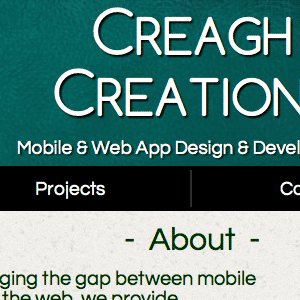 CREAGH
CREATION
Mobile & Web App Design & Devel
Projects Co
- About -
ging the gap between mobile
the web, we provide